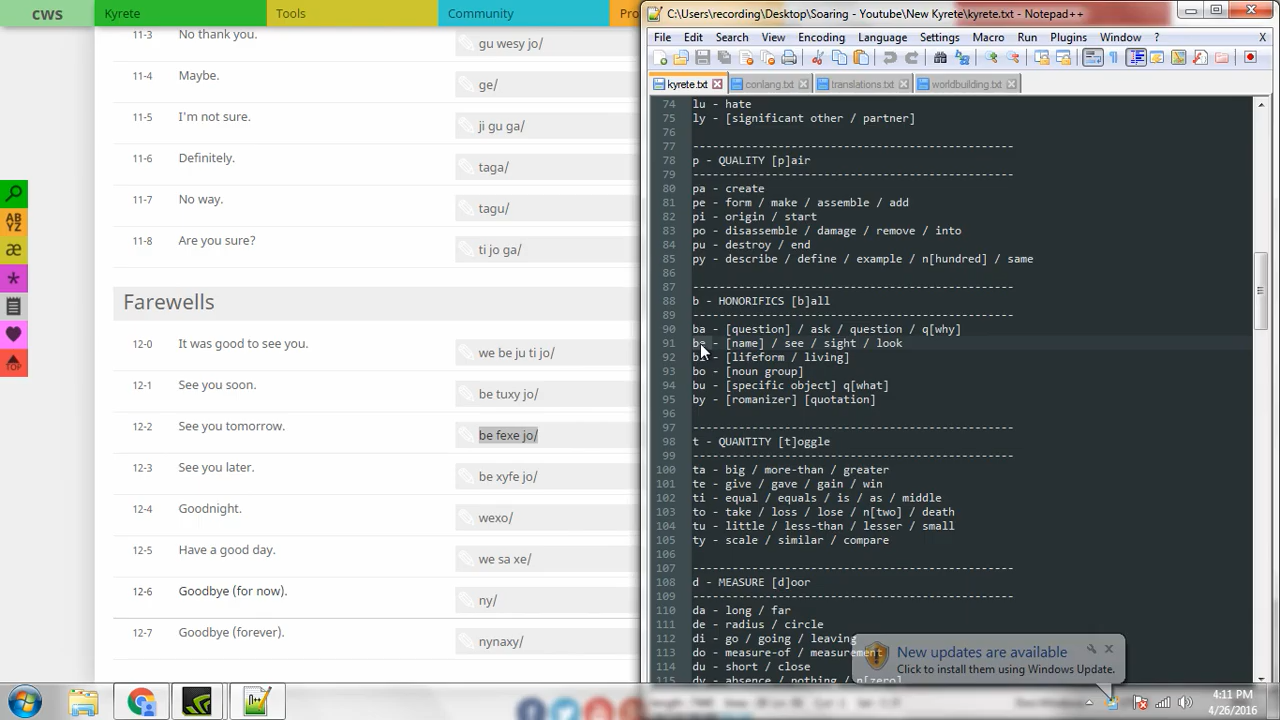 cws
Kyrete
Tools
Community
11-3 No thank you. gu wesy jo/
11-4 Maybe. ge/
11-5 I'm not sure. ji gu ga/
11-6 Definitely. taga/
11-7 No way. tagu/
11-8 Are you sure? ti jo ga/
Farewells
12-0 It was good to see you. we be ju ti jo/
12-1 See you soon. be tuxy jo/
12-2 See you tomorrow. be fexe jo/
12-3 See you later. be xyfe jo/
12-4 Goodnight. wexo/
12-5 Have a good day. we sa xe/
12-6 Goodbye (for now). ny/
12-7 Goodbye (forever). nynaxy/
AB
YZ
æ
*
TOP
C:\Users\recording\Desktop\Soaring - Youtube\New Kyrete\kyrete.txt - Notepad++
File Edit Search View Encoding Language Settings Macro Run Plugins Window ? X
kyrete.txt conlang.txt translations.txt worldbuilding.txt
74 lu - hate
75 ly - [significant other / partner]
76
77 -------------------------------------------------
78 p - QUALITY [p]air
79 -------------------------------------------------
80 pa - create
81 pe - form / make / assemble / add
82 pi - origin / start
83 po - disassemble / damage / remove / into
84 pu - destroy / end
85 py - describe / define / example / n[hundred] / same
86
87 -------------------------------------------------
88 b - HONORIFICS [b]all
89 -------------------------------------------------
90 ba - [question] / ask / question / q[why]
91 be - [name] / see / sight / look
92 bi - [lifeform / living]
93 bo - [noun group]
94 bu - [specific object] q[what]
95 by - [romanizer] [quotation]
96
97 -------------------------------------------------
98 t - QUANTITY [t]oggle
99 -------------------------------------------------
100 ta - big / more-than / greater
101 te - give / gave / gain / win
102 ti - equal / equals / is / as / middle
103 to - take / loss / lose / n[two] / death
104 tu - little / less-than / lesser / small
105 ty - scale / similar / compare
106
107 -------------------------------------------------
108 d - MEASURE [d]oor
109 -------------------------------------------------
110 da - long / far
111 de - radius / circle
112 di - go / going / leaving
113 do - measure-of / measurement
114 du - short / close
115 dy - absence / nothing / n[zero]
New updates are available
Click to install them using Windows Update.
4:11 PM
4/26/2016